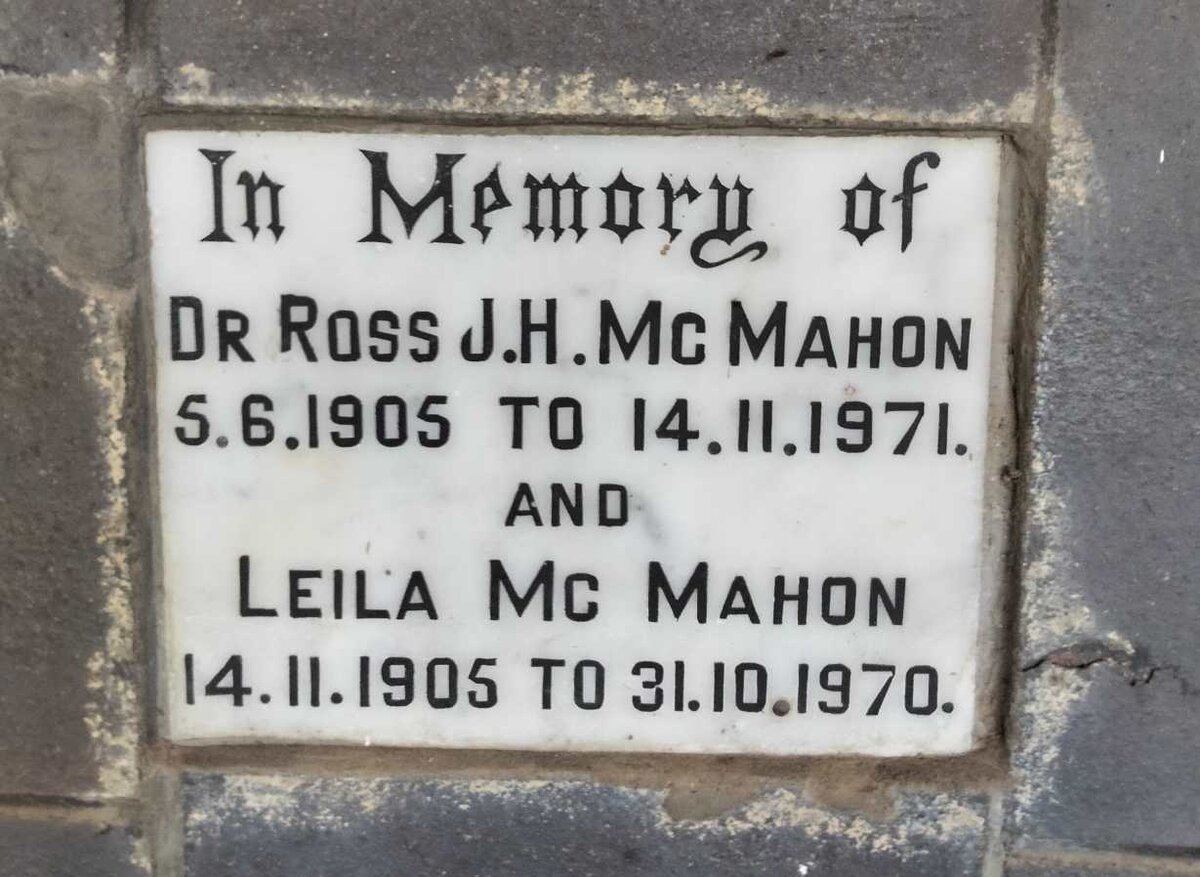 In Memory of
DR ROSS J.H. MC MAHON
5.6.1905 TO 14.11.1971.
AND
LEILA MC MAHON
14.11.1905 TO 31.10.1970.